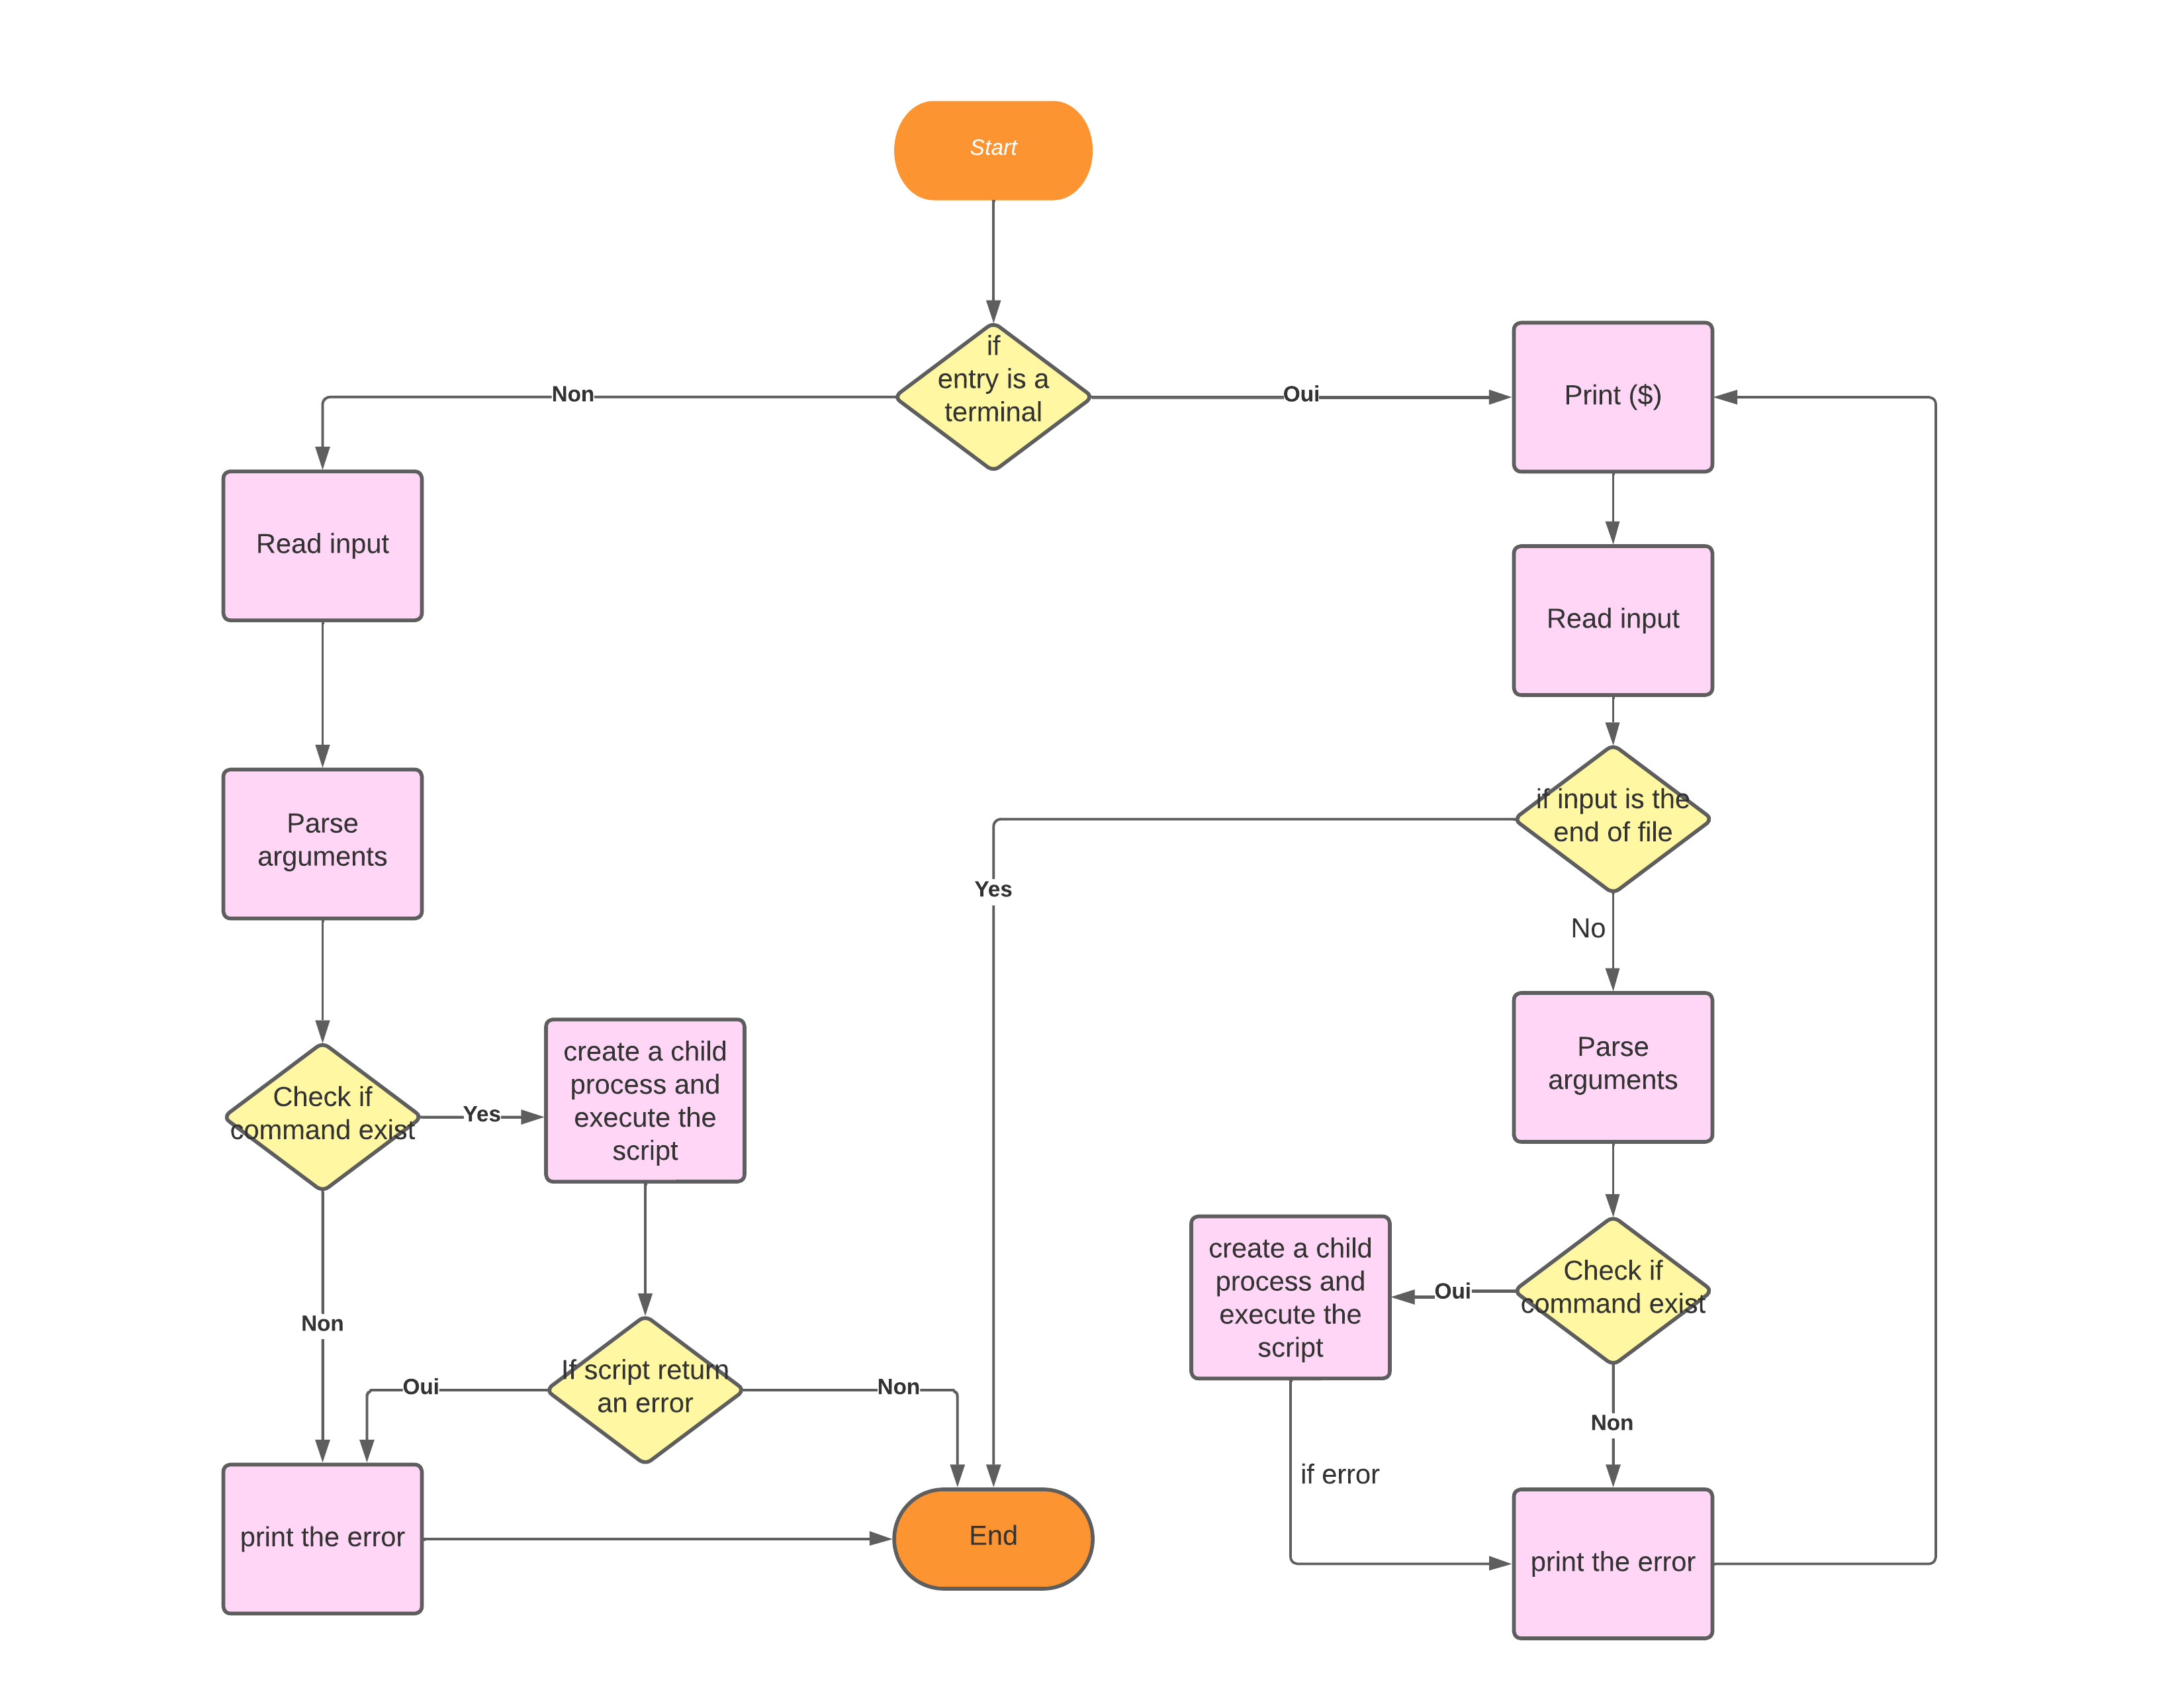 Start
if
entry is a
terminal
Non
Oui
Print ($)
Read input
Read input
if input is the
end of file
Parse
arguments
Yes
No
create a child
process and
execute the
script
Parse
arguments
Check if
command exist
Yes
create a child
process and
execute the
script
Oui
Check if
command exist
Non
If script return
an error
Oui
Non
Non
if error
print the error
End
print the error